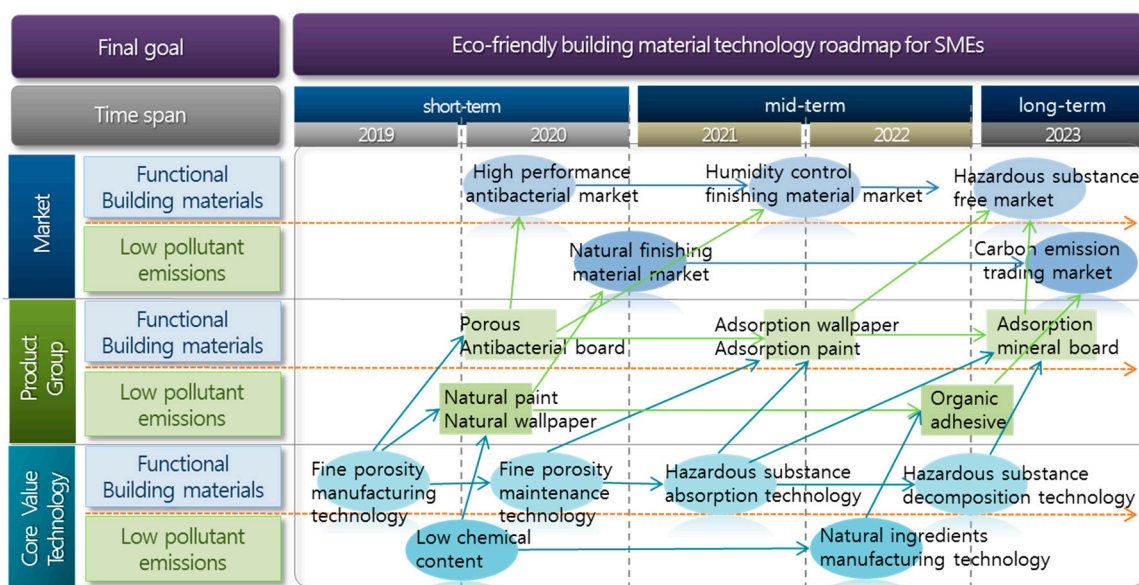 Final goal
Eco-friendly building material technology roadmap for SMEs
Time span
short-term
mid-term
long-term
2019
2020
2021
2022
2023
Market
Functional
Building materials
High performance
antibacterial market
Humidity control
finishing material market
Hazardous substance
free market
Low pollutant
emissions
Natural finishing
material market
Carbon emission
trading market
Product
Group
Functional
Building materials
Porous
Antibacterial board
Adsorption wallpaper
Adsorption paint
Adsorption
mineral board
Low pollutant
emissions
Natural paint
Natural wallpaper
Organic
adhesive
Core Value
Technology
Functional
Building materials
Fine porosity
manufacturing
technology
Fine porosity
maintenance
technology
Hazardous substance
absorption technology
Hazardous substance
decomposition technology
Low pollutant
emissions
Low chemical
content
Natural ingredients
manufacturing technology